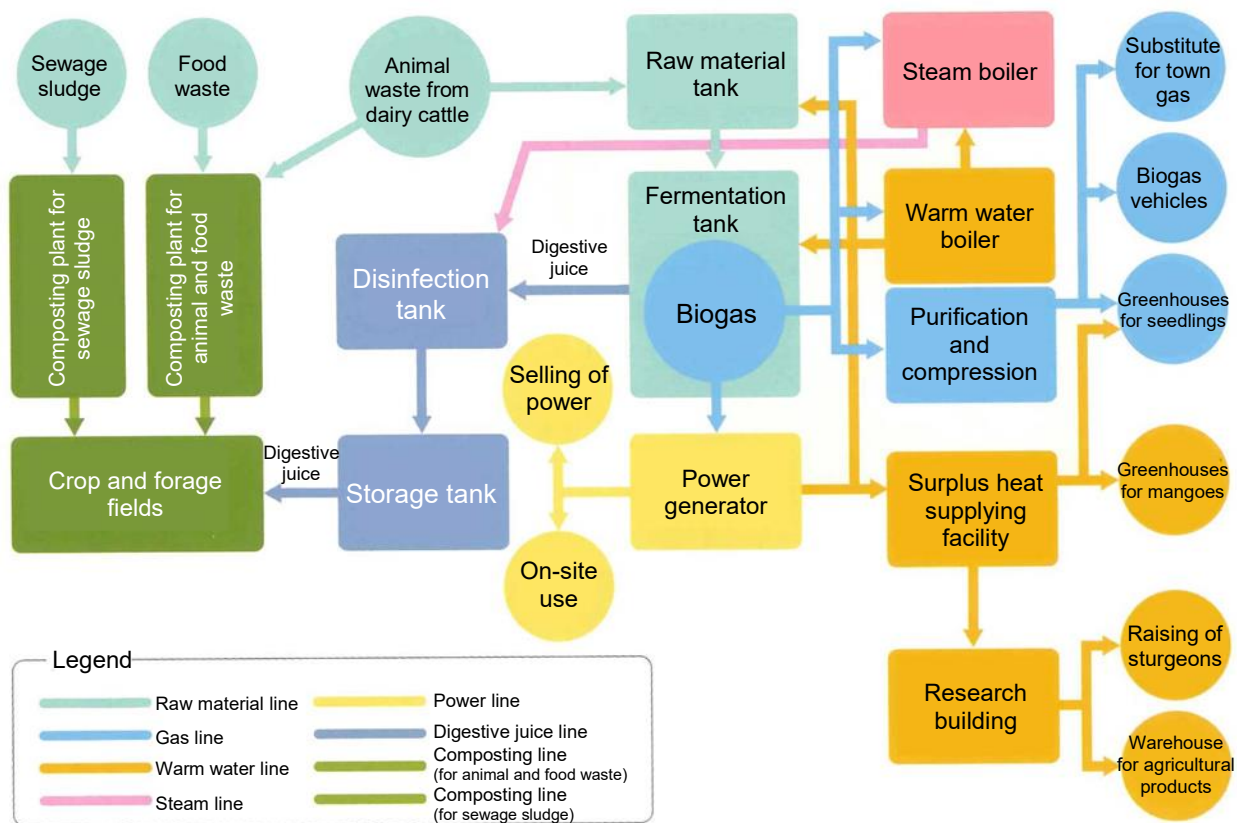 Sewage
sludge
Food
waste
Animal
waste from
dairy cattle
Raw material
tank
Steam boiler
Substitute
for town
gas
Composting plant for
sewage sludge
Composting plant for
animal and food
waste
Fermentation
tank
Warm water
boiler
Biogas
vehicles
Disinfection
tank
Digestive
juice
Biogas
Purification
and
compression
Greenhouses
for seedlings
Selling of
power
Crop and forage
fields
Digestive
juice
Storage tank
Power
generator
Surplus heat
supplying
facility
Greenhouses
for mangoes
On-site
use
Research
building
Raising of
sturgeons
Warehouse
for agricultural
products
Legend
Raw material line
Gas line
Warm water line
Steam line
Power line
Digestive juice line
Composting line
(for animal and food waste)
Composting line
(for sewage sludge)